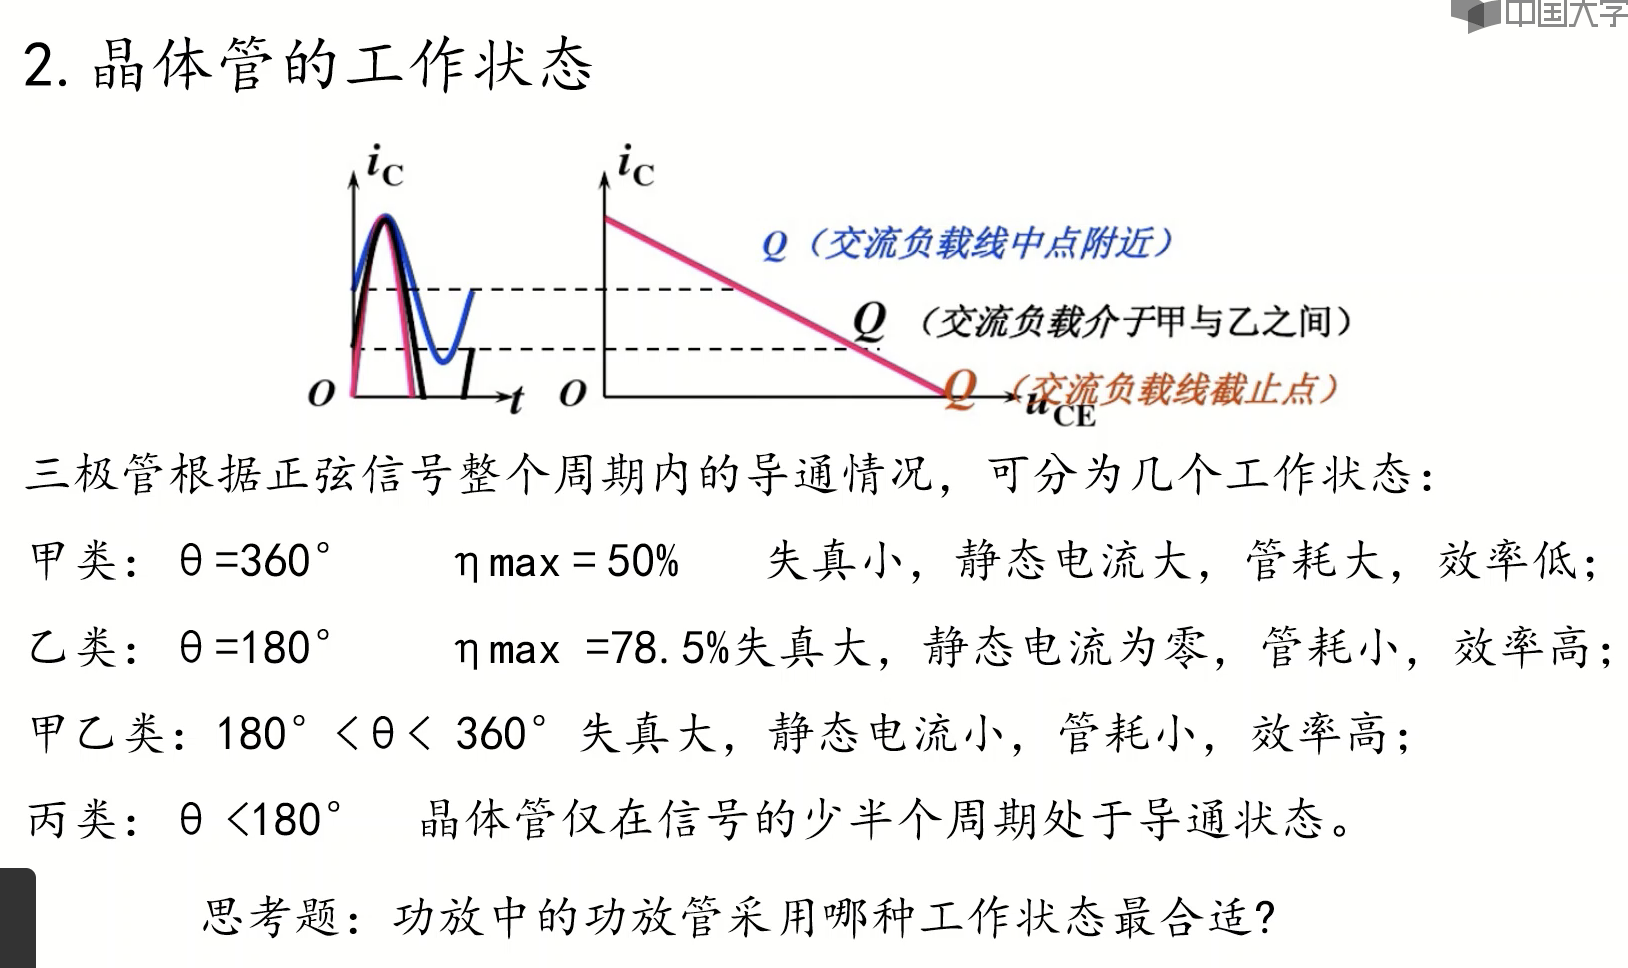 中国大学
2. 晶体管的工作状态
iC
iC
Q（交流负载线中点附近）
Q （交流负载介于甲与乙之间）
Q （交流负载线截止点）
O t O uCE
三极管根据正弦信号整个周期内的导通情况，可分为几个工作状态：
甲类：θ=360° ηmax = 50% 失真小，静态电流大，管耗大，效率低；
乙类：θ=180° ηmax =78.5%失真大，静态电流为零，管耗小，效率高；
甲乙类：180°＜θ＜ 360° 失真大，静态电流小，管耗小，效率高；
丙类：θ <180° 晶体管仅在信号的少半个周期处于导通状态。
思考题：功放中的功放管采用哪种工作状态最合适?